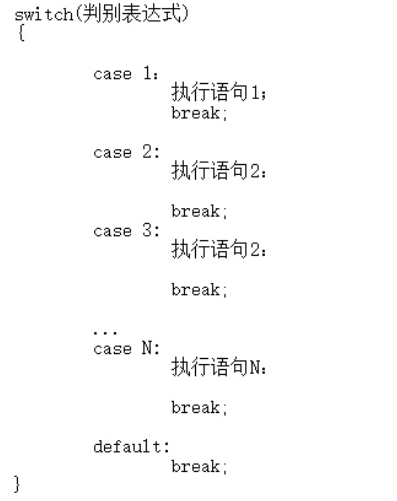 switch(判别表达式)
{
case 1：
执行语句1;
break;
case 2:
执行语句2：
break;
case 3:
执行语句2：
break;
...
case N:
执行语句N：
break;
default:
break;
}